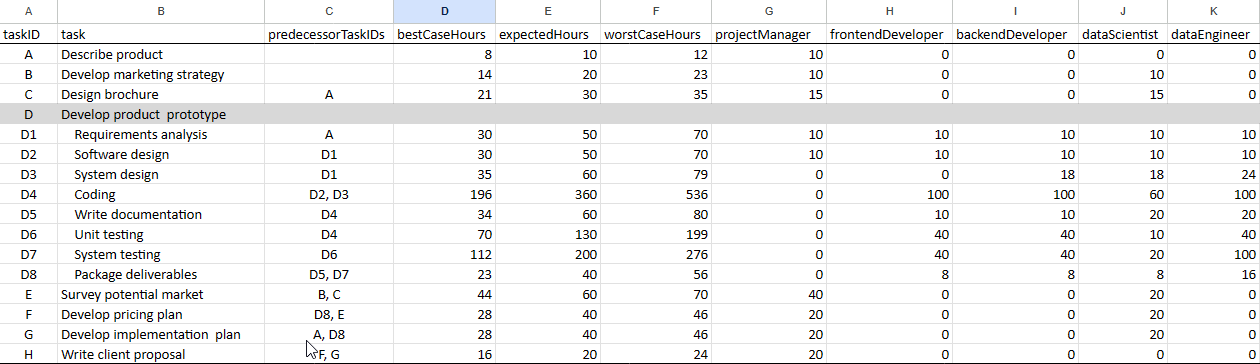 A B C D E F G H I J K
taskID task predecessorTaskIDs bestCaseHours expectedHours worstCaseHours projectManager frontendDeveloper backendDeveloper dataScientist dataEngineer
A Describe product 8 10 12 10 0 0 0 0
B Develop marketing strategy 14 20 23 10 0 0 10 0
C Design brochure A 21 30 35 15 0 0 15 0
D Develop product prototype
D1 Requirements analysis A 30 50 70 10 10 10 10 10
D2 Software design D1 30 50 70 10 10 10 10 10
D3 System design D1 35 60 79 0 0 18 18 24
D4 Coding D2, D3 196 360 536 0 100 100 60 100
D5 Write documentation D4 34 60 80 0 10 10 20 20
D6 Unit testing D4 70 130 199 0 40 40 10 40
D7 System testing D6 112 200 276 0 40 40 20 100
D8 Package deliverables D5, D7 23 40 56 0 8 8 8 16
E Survey potential market B, C 44 60 70 40 0 0 20 0
F Develop pricing plan D8, E 28 40 46 20 0 0 20 0
G Develop implementation plan A, D8 28 40 46 20 0 0 20 0
H Write client proposal F, G 16 20 24 20 0 0 0 0